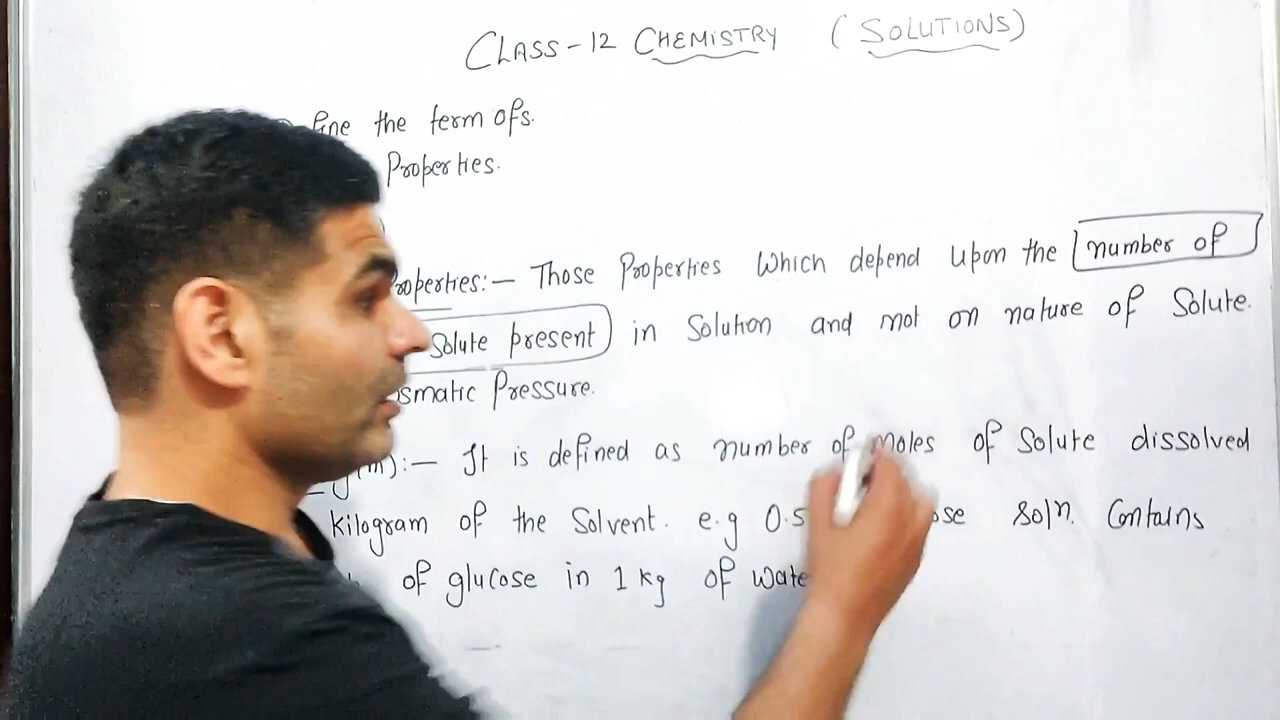 CLASS-12 CHEMISTRY (SOLUTIONS)
the term ofs.
Properties.
roperties:- Those Properties Which depend upon the number of
Solute present in Solution and not on nature of Solute.
smatic Pressure.
(m):- It is defined as number of moles of Solute dissolved
kilogram of the Solvent. e.g 0.5 ose soln. Contains
of glucose in 1 kg of wate